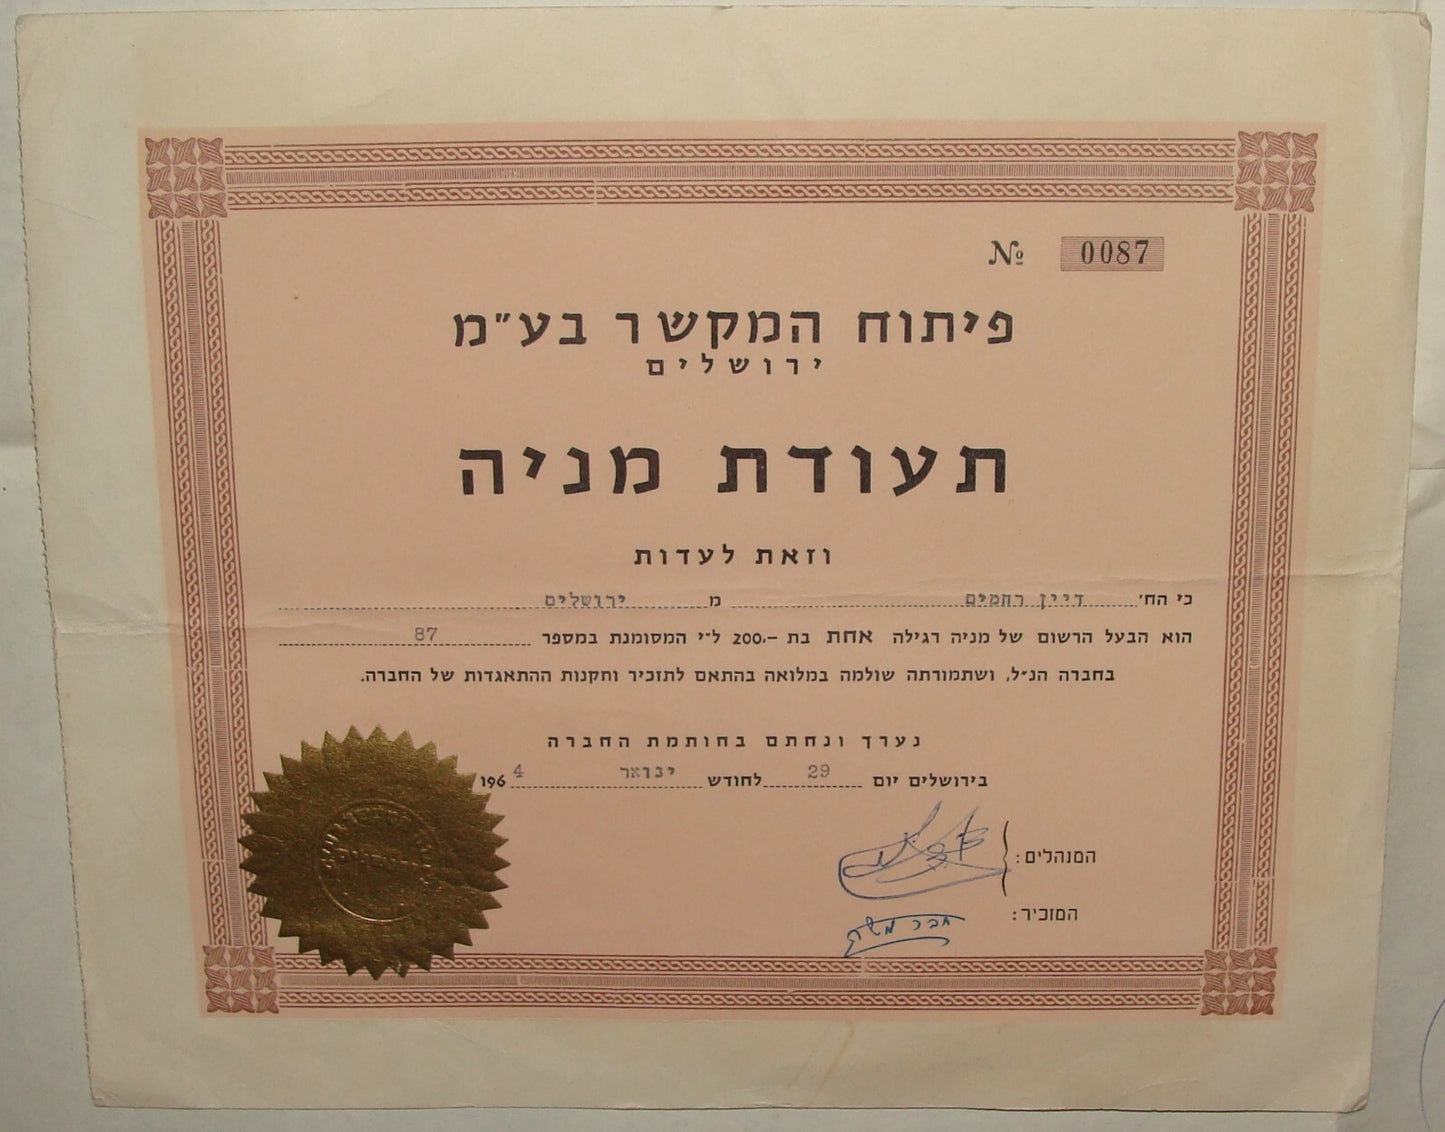 № 0087
פיתוח המקשר בע"מ
ירושלים
תעודת מניה
וזאת לעדות
כי הח' דיין רחמים מ ירושלים
הוא הבעל הרשום של מניה רגילה אחת בת -.200 ל"י המסומנת במספר 87
בחברה הנ"ל, ושתמורתה שולמה במלואה בהתאם לתזכיר ותקנות ההתאגדות של החברה.
נערך ונחתם בחותמת החברה
בירושלים יום 29 לחודש ינואר 1964
המנהלים:
המזכיר: